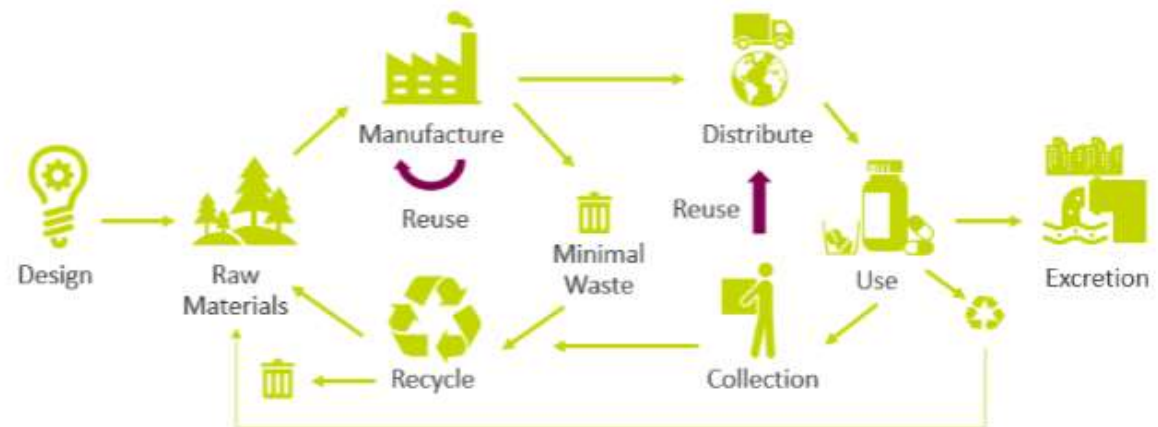 Manufacture
Distribute
Reuse
Reuse
Design
Raw
Materials
Minimal
Waste
Use
Excretion
Recycle
Collection